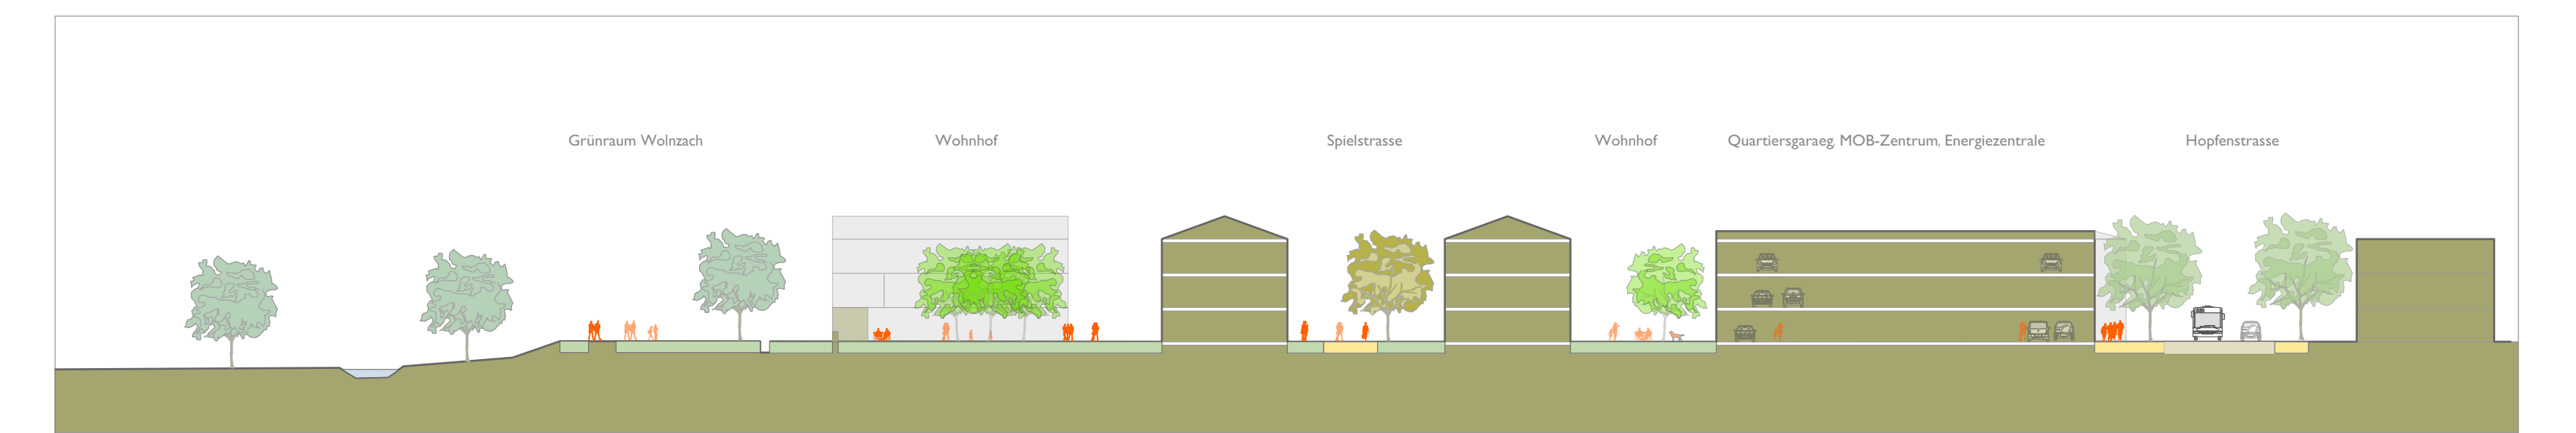 Grünraum Wolnzach
Wohnhof
Spielstrasse
Wohnhof
Quartiersgaraeg, MOB-Zentrum, Energiezentrale
Hopfenstrasse